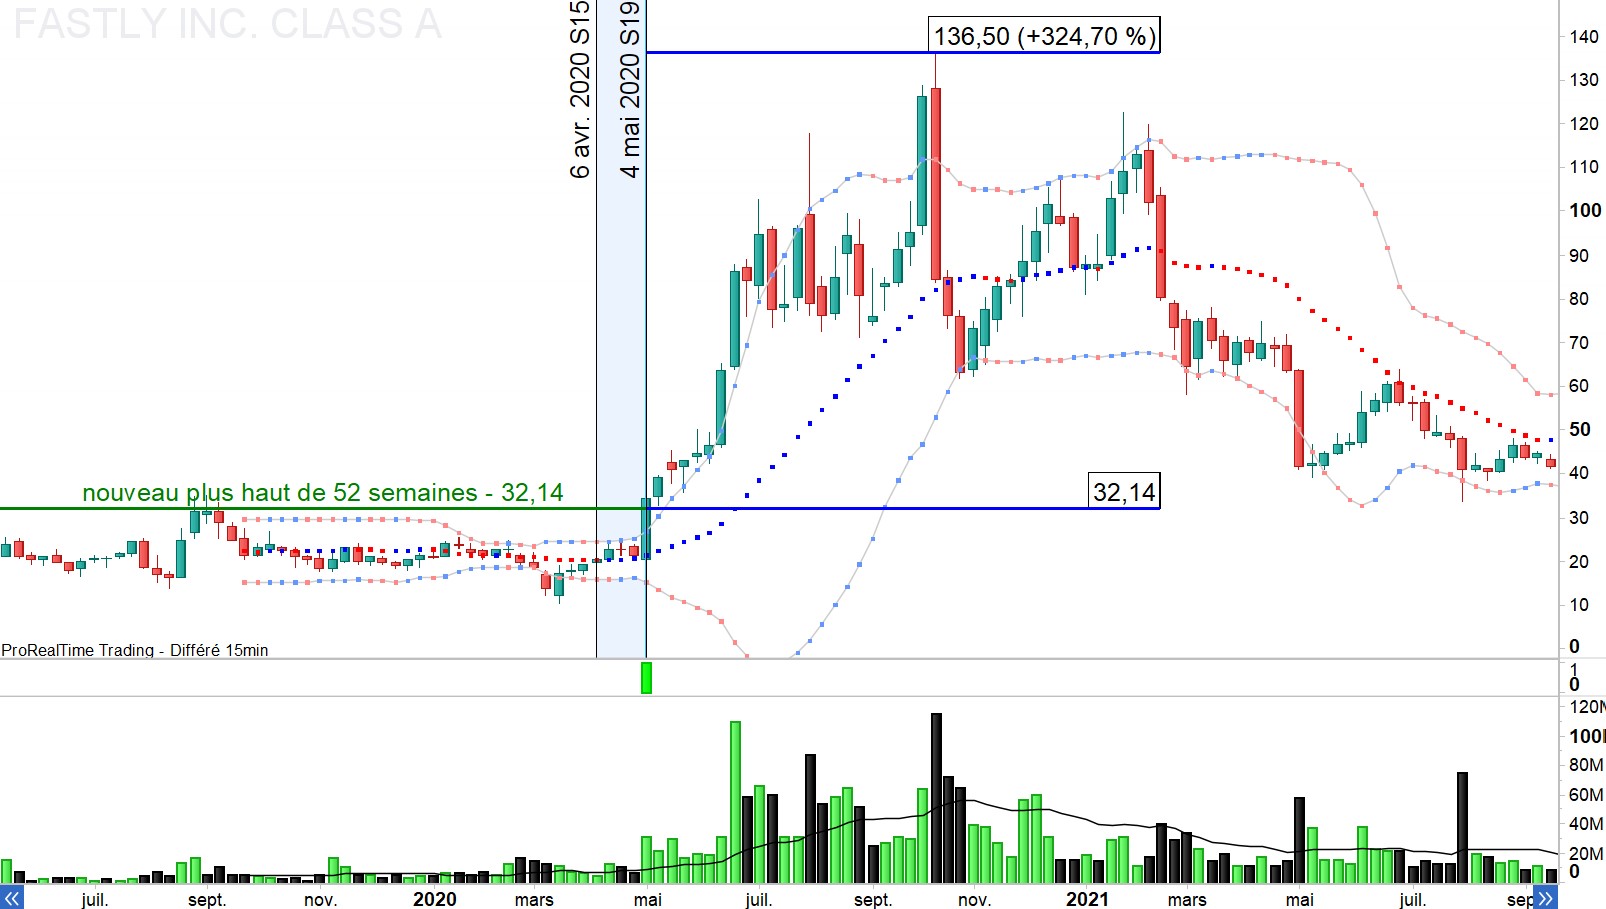 FASTLY INC. CLASS A
6 avr. 2020 S15
4 mai 2020 S19
136,50 (+324,70 %)
nouveau plus haut de 52 semaines - 32,14
32,14
140
130
120
110
100
90
80
70
60
50
40
30
20
10
0
ProRealTime Trading - Différé 15min
1
0
120M
100M
80M
60M
40M
20M
0
«
juil.
sept.
nov.
2020
mars
mai
juil.
sept.
nov.
2021
mars
mai
juil.
sep
»